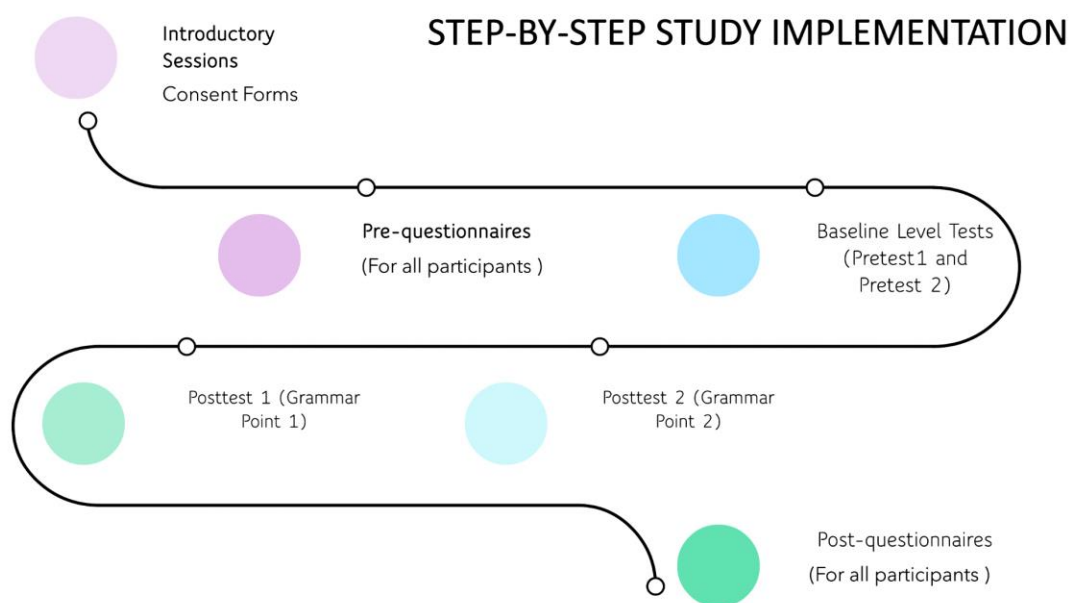 STEP-BY-STEP STUDY IMPLEMENTATION
Introductory
Sessions
Consent Forms
Pre-questionnaires
(For all participants )
Baseline Level Tests
(Pretest1 and
Pretest 2)
Posttest 1 (Grammar
Point 1)
Posttest 2 (Grammar
Point 2)
Post-questionnaires
(For all participants )